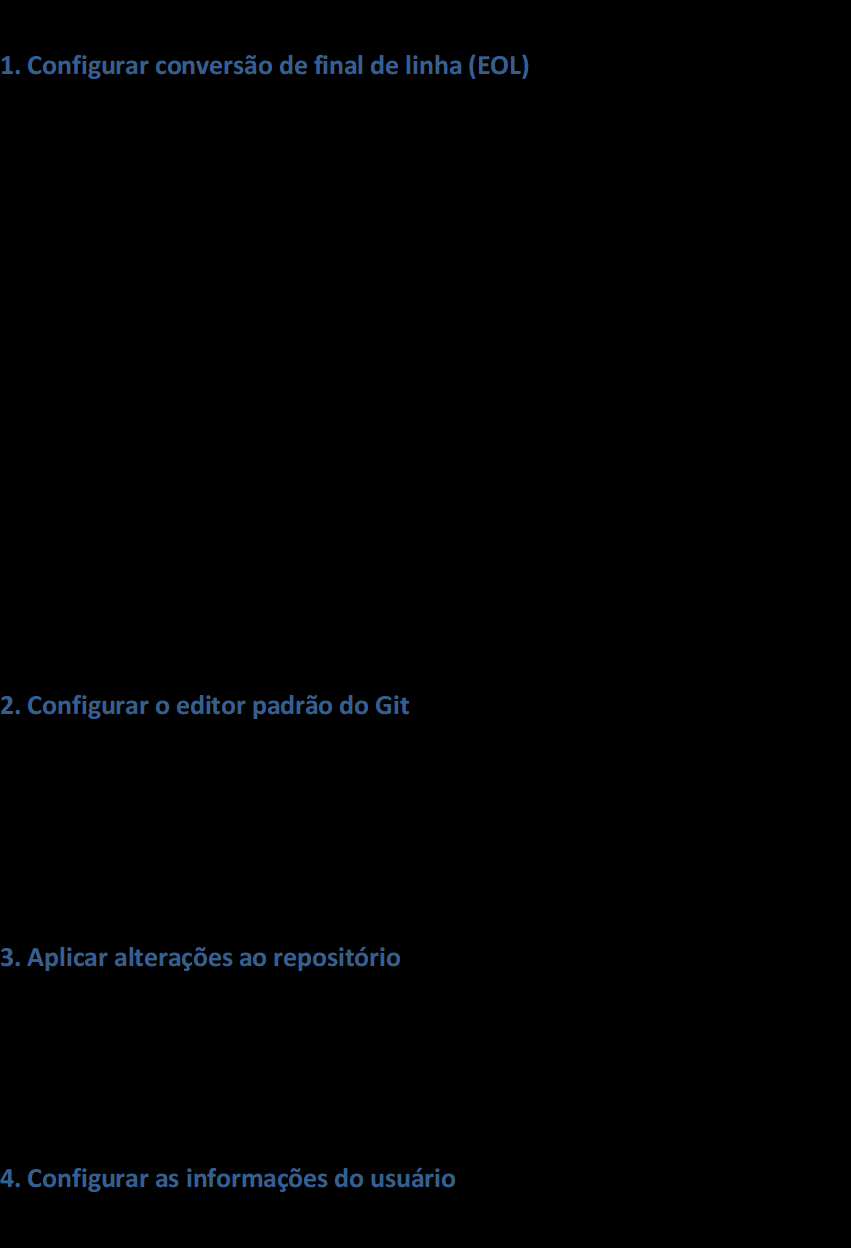 1. Configurar conversão de final de linha (EOL)
2. Configurar o editor padrão do Git
3. Aplicar alterações ao repositório
4. Configurar as informações do usuário